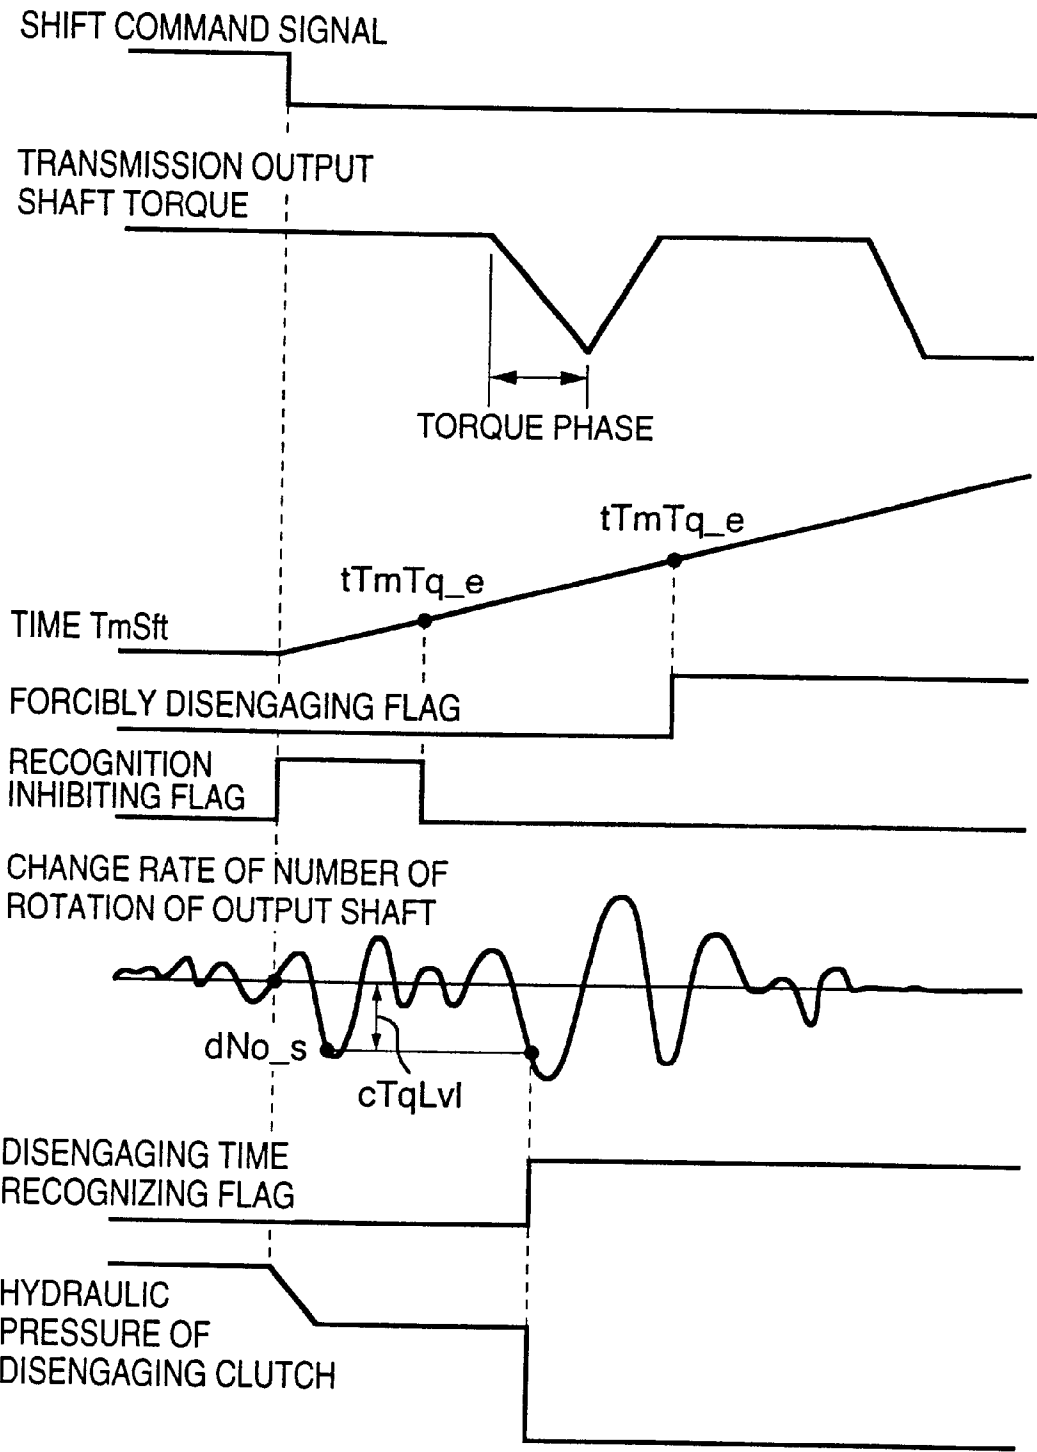 SHIFT COMMAND SIGNAL
TRANSMISSION OUTPUT
SHAFT TORQUE
TORQUE PHASE
tTmTq_e
tTmTq_e
TIME TmSft
FORCIBLY DISENGAGING FLAG
RECOGNITION
INHIBITING FLAG
CHANGE RATE OF NUMBER OF
ROTATION OF OUTPUT SHAFT
dNo_s
cTqLvl
DISENGAGING TIME
RECOGNIZING FLAG
HYDRAULIC
PRESSURE OF
DISENGAGING CLUTCH